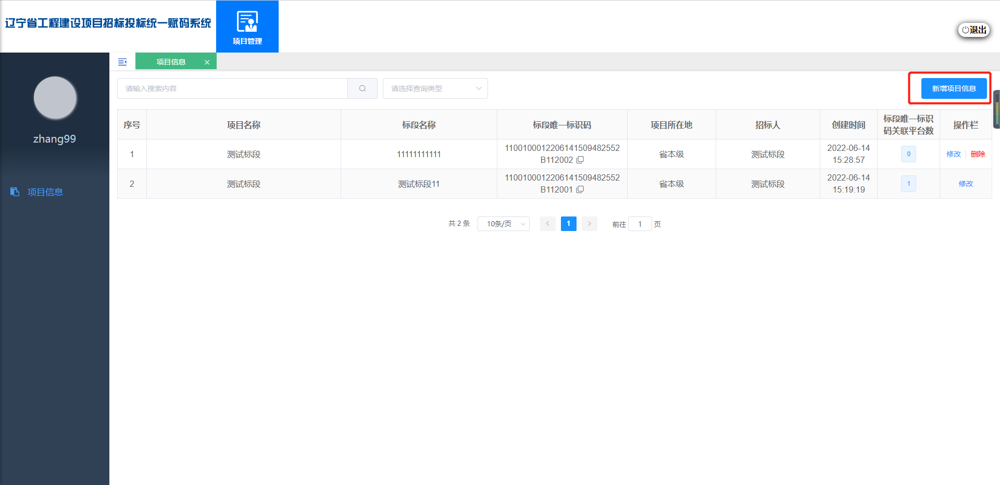 辽宁省工程建设项目招标投标统一赋码系统
项目管理
退出
zhang99
项目信息
项目信息
请输入搜索内容
请选择查询类型
新增项目信息
序号
项目名称
标段名称
标段唯一标识码
项目所在地
招标人
创建时间
标段唯一标识
码关联平台数
操作栏
1
测试标段
11111111111
1100100012206141509482552
B112002
省本级
测试标段
2022-06-14
15:28:57
0
修改
删除
2
测试标段
测试标段11
1100100012206141509482552
B112001
省本级
测试标段
2022-06-14
15:19:19
1
修改
共 2 条
10条/页
1
前往
1
页